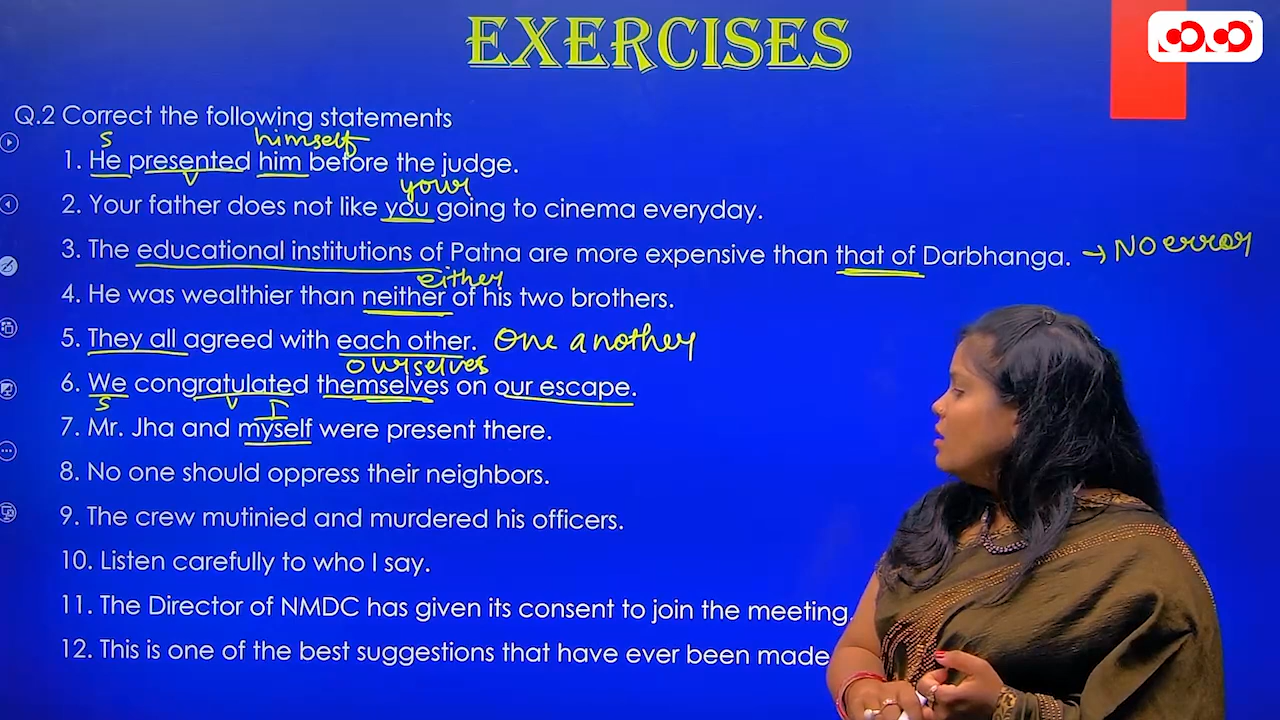 EXERCISES
Q.2 Correct the following statements
s himself
1. He presented him before the judge.
v
your
2. Your father does not like you going to cinema everyday.
3. The educational institutions of Patna are more expensive than that of Darbhanga. → No error
either
4. He was wealthier than neither of his two brothers.
5. They all agreed with each other. One another
ourselves
6. We congratulated themselves on our escape.
s v I
7. Mr. Jha and myself were present there.
8. No one should oppress their neighbors.
9. The crew mutinied and murdered his officers.
10. Listen carefully to who I say.
11. The Director of NMDC has given its consent to join the meeting.
12. This is one of the best suggestions that have ever been made